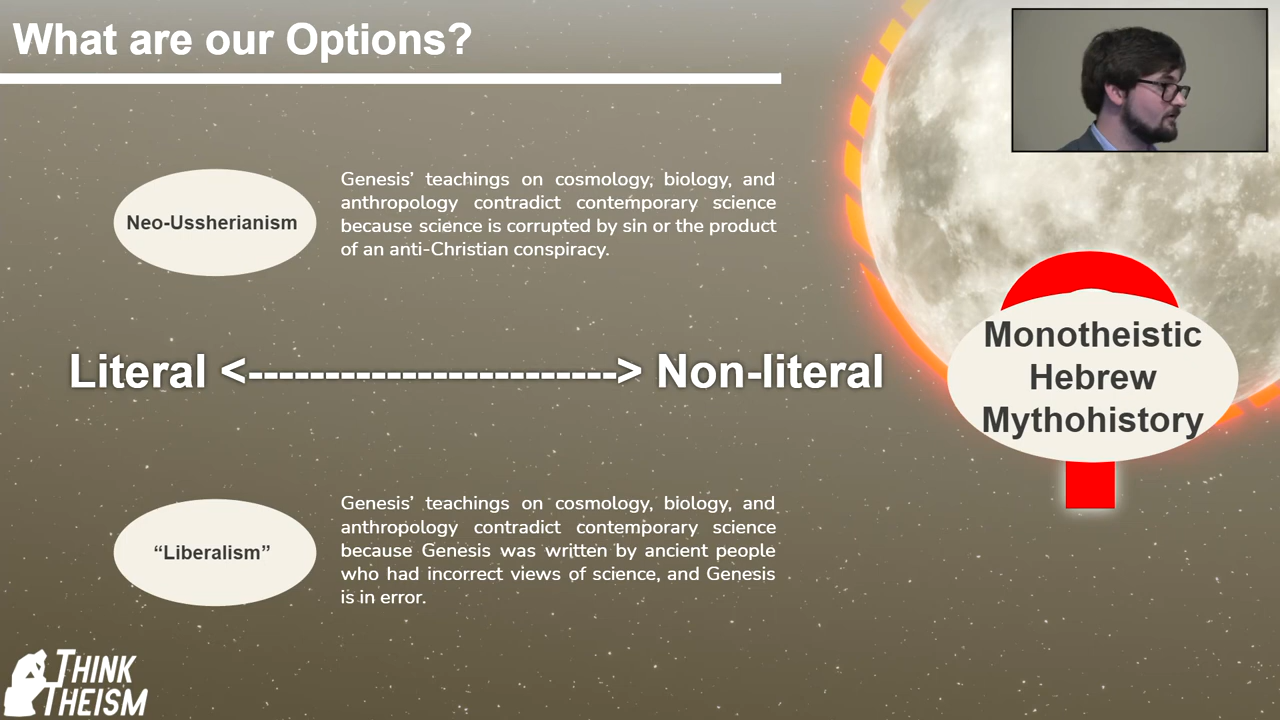 What are our Options?
Neo-Ussherianism
Genesis’ teachings on cosmology, biology, and
anthropology contradict contemporary science
because science is corrupted by sin or the product
of an anti-Christian conspiracy.
Literal <------------------------> Non-literal
Monotheistic
Hebrew
Mythohistory
“Liberalism”
Genesis’ teachings on cosmology, biology, and
anthropology contradict contemporary science
because Genesis was written by ancient people
who had incorrect views of science, and Genesis
is in error.
THINK
THEISM